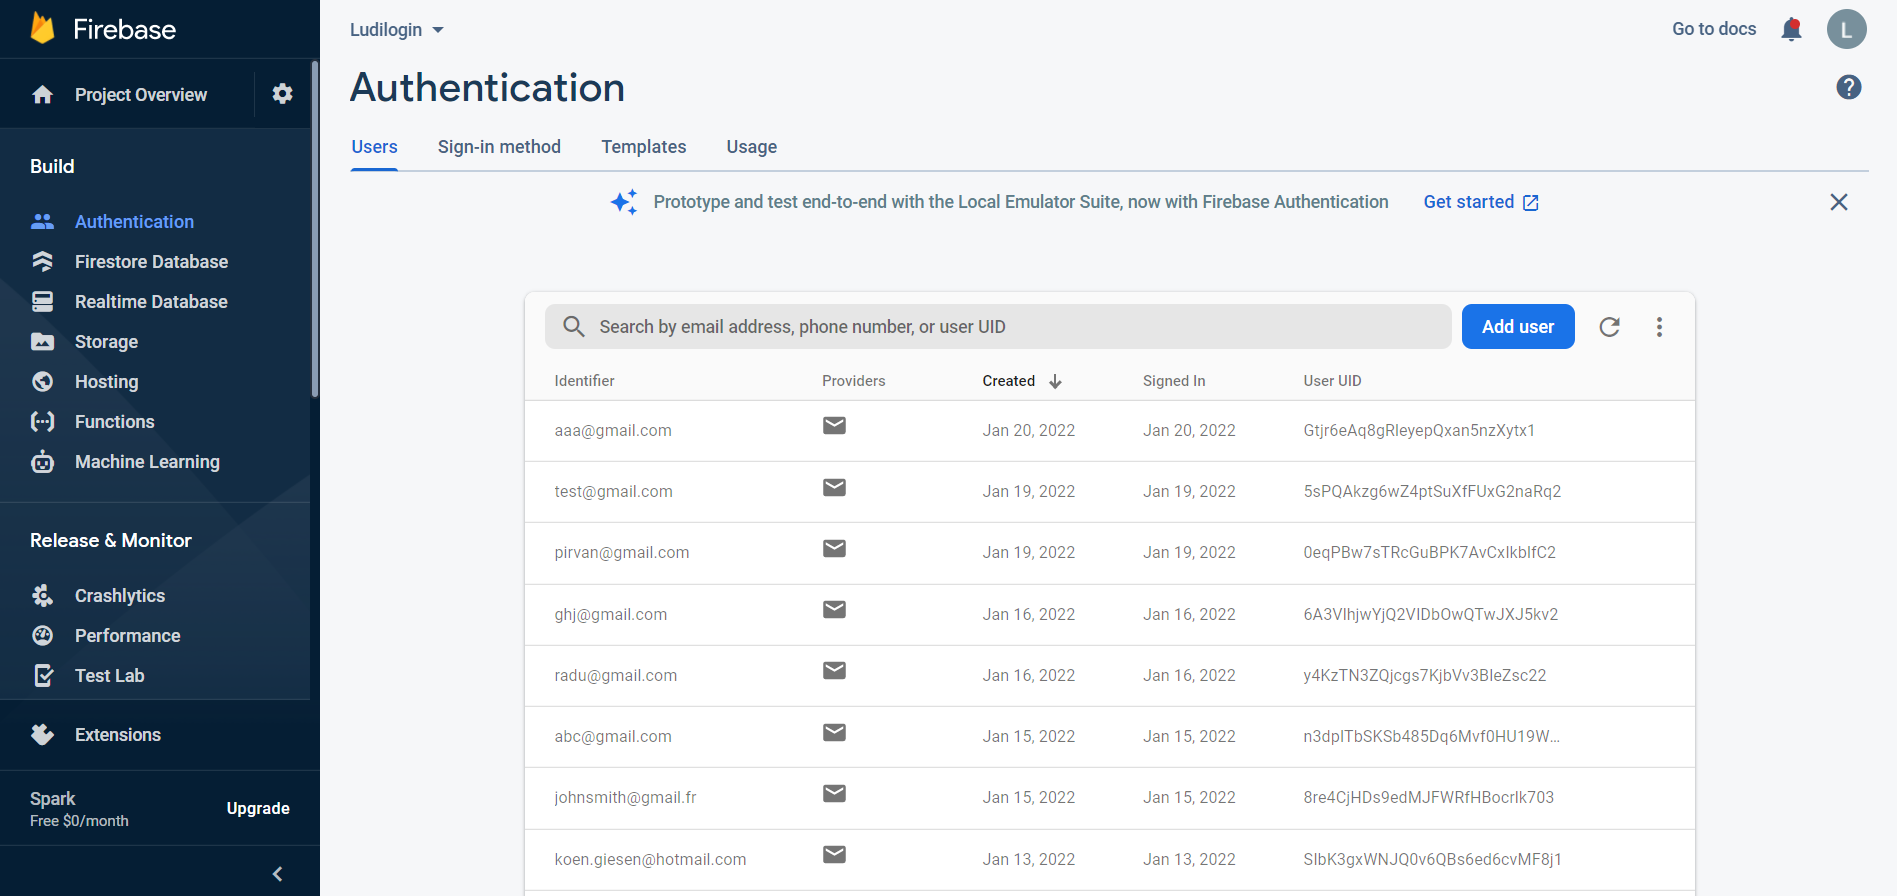 Firebase
Project Overview
Build
Authentication
Firestore Database
Realtime Database
Storage
Hosting
Functions
Machine Learning
Release & Monitor
Crashlytics
Performance
Test Lab
Extensions
Spark
Free $0/month
Upgrade
Ludilogin
Go to docs
L
Authentication
Users Sign-in method Templates Usage
Prototype and test end-to-end with the Local Emulator Suite, now with Firebase Authentication Get started
Search by email address, phone number, or user UID Add user
Identifier Providers Created Signed In User UID
aaa@gmail.com Jan 20, 2022 Jan 20, 2022 Gtjr6eAq8gRleyepQxan5nzXytx1
test@gmail.com Jan 19, 2022 Jan 19, 2022 5sPQAkzg6wZ4ptSuXfFUxG2naRq2
pirvan@gmail.com Jan 19, 2022 Jan 19, 2022 0eqPBw7sTRcGuBPK7AvCxlkblfC2
ghj@gmail.com Jan 16, 2022 Jan 16, 2022 6A3VlhjwYjQ2VIDbOwQTwJXJ5kv2
radu@gmail.com Jan 16, 2022 Jan 16, 2022 y4KzTN3ZQjcgs7KjbVv3BleZsc22
abc@gmail.com Jan 15, 2022 Jan 15, 2022 n3dplTbSKSb485Dq6Mvf0HU19W...
johnsmith@gmail.fr Jan 15, 2022 Jan 15, 2022 8re4CjHDs9edMJFWRfHBocrlk703
koen.giesen@hotmail.com Jan 13, 2022 Jan 13, 2022 SlbK3gxWNJQ0v6QBs6ed6cvMF8j1